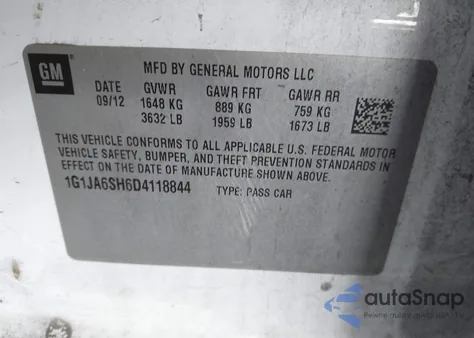 GM
MFD BY GENERAL MOTORS LLC
DATE GVWR GAWR FRT GAWR RR
09/12 1648 KG 889 KG 759 KG
3632 LB 1959 LB 1673 LB
THIS VEHICLE CONFORMS TO ALL APPLICABLE U.S. FEDERAL MOTOR
VEHICLE SAFETY, BUMPER, AND THEFT PREVENTION STANDARDS IN
EFFECT ON THE DATE OF MANUFACTURE SHOWN ABOVE.
1G1JA6SH6D4118844 TYPE: PASS CAR
autoSnap